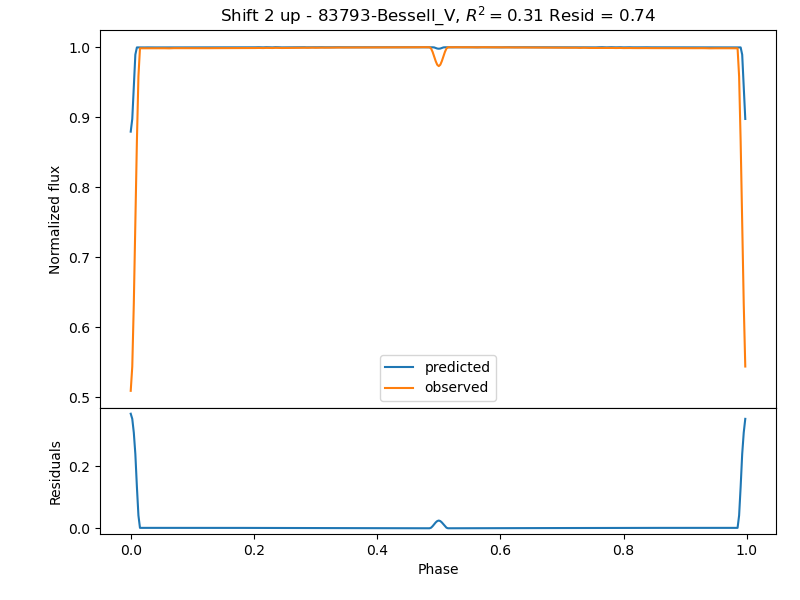 Shift 2 up - 83793-Bessell_V, $R^2 = 0.31$ Resid = 0.74
1.0
0.9
0.8
0.7
0.6
0.5
Normalized flux
predicted
observed
0.2
0.0
Residuals
0.0 0.2 0.4 0.6 0.8 1.0
Phase